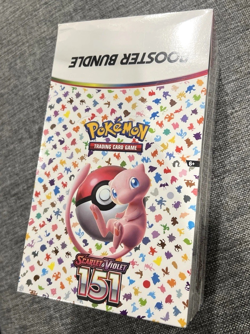 BOOSTER BUNDLE
POKÉMON
TRADING CARD GAME
6+
SCARLET & VIOLET
151